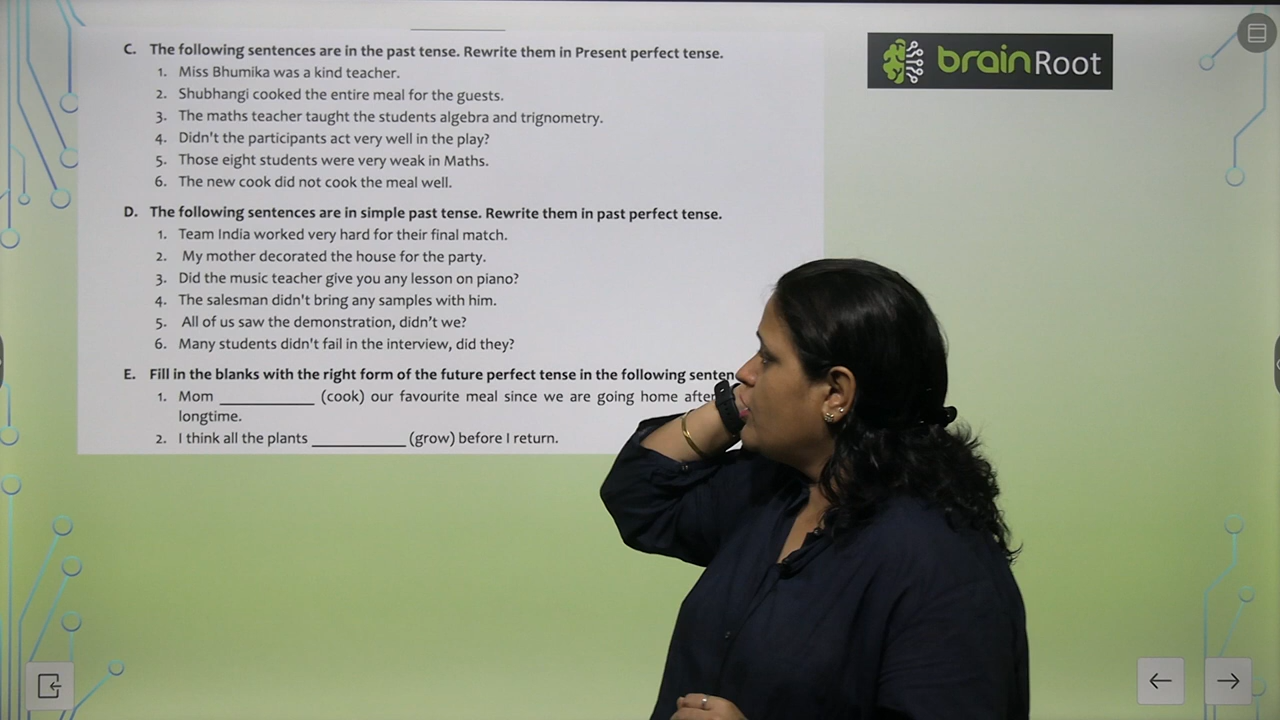 C. The following sentences are in the past tense. Rewrite them in Present perfect tense.
1. Miss Bhumika was a kind teacher.
2. Shubhangi cooked the entire meal for the guests.
3. The maths teacher taught the students algebra and trignometry.
4. Didn't the participants act very well in the play?
5. Those eight students were very weak in Maths.
6. The new cook did not cook the meal well.
D. The following sentences are in simple past tense. Rewrite them in past perfect tense.
1. Team India worked very hard for their final match.
2. My mother decorated the house for the party.
3. Did the music teacher give you any lesson on piano?
4. The salesman didn't bring any samples with him.
5. All of us saw the demonstration, didn't we?
6. Many students didn't fail in the interview, did they?
E. Fill in the blanks with the right form of the future perfect tense in the following
1. Mom __________ (cook) our favourite meal since we are going home after
longtime.
2. I think all the plants __________ (grow) before I return.
brainRoot